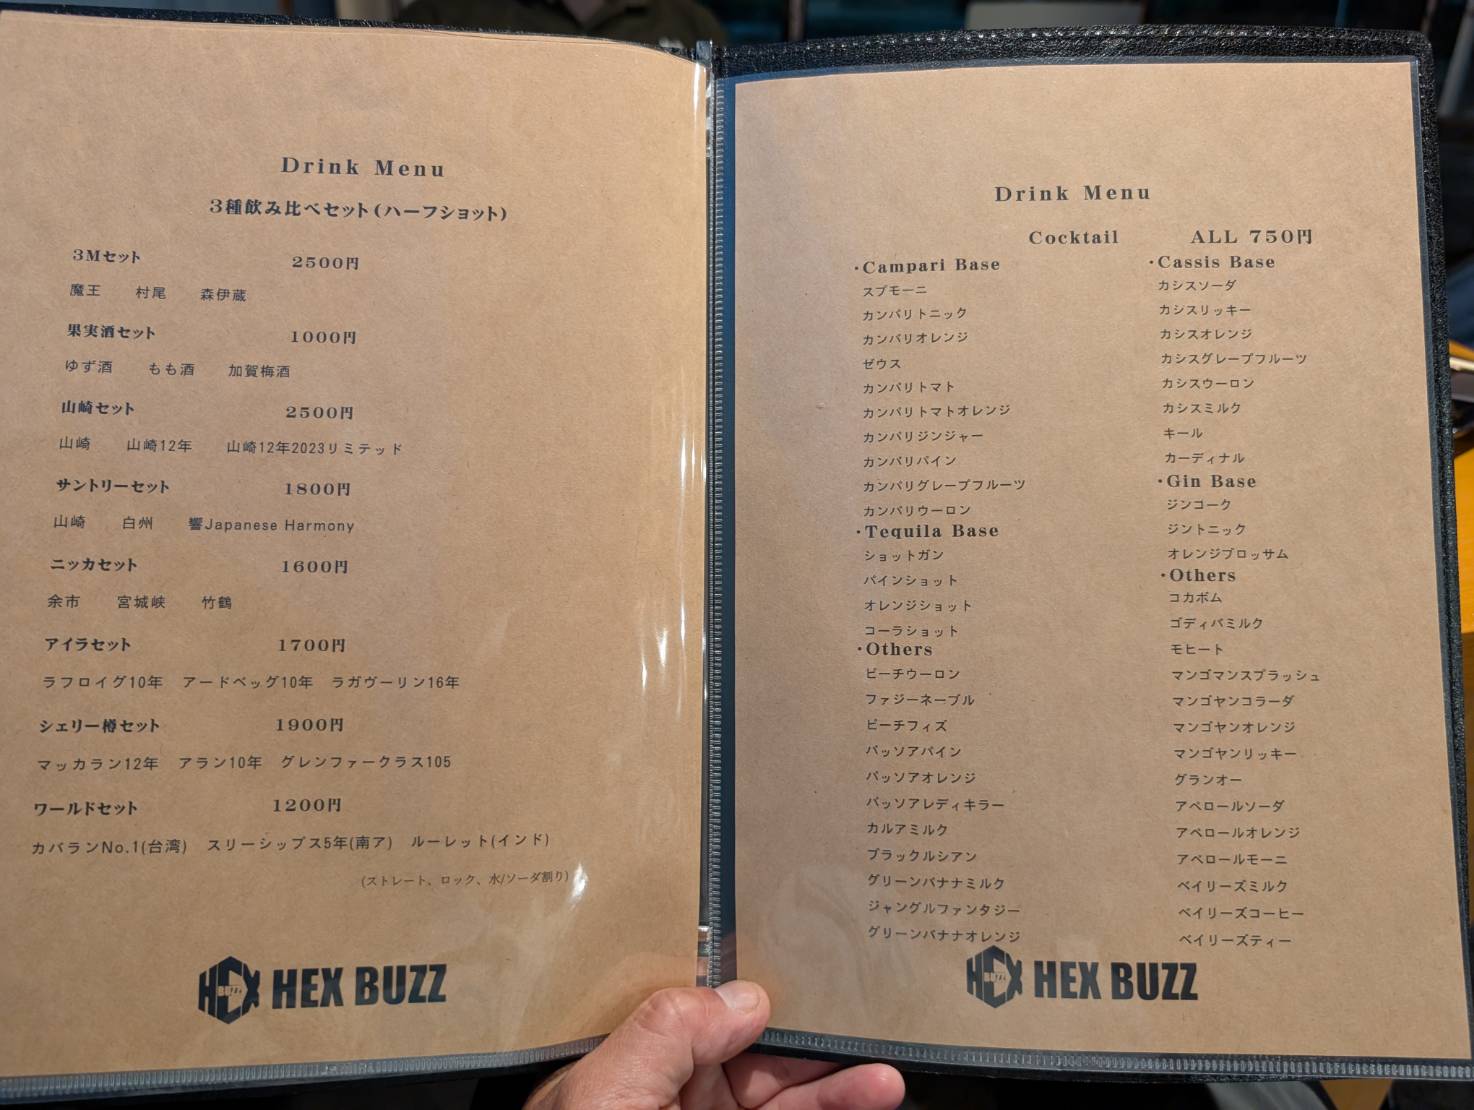 Drink Menu
3種飲み比べセット(ハーフショット)
3Mセット 2500円
魔王 村尾 森伊蔵
果実酒セット 1000円
ゆず酒 もも酒 加賀梅酒
山崎セット 2500円
山崎 山崎12年 山崎12年2023リミテッド
サントリーセット 1800円
山崎 白州 響Japanese Harmony
ニッカセット 1600円
余市 宮城峡 竹鶴
アイラセット 1700円
ラフロイグ10年 アードベッグ10年 ラガヴーリン16年
シェリー樽セット 1900円
マッカラン12年 アラン10年 グレンファークラス105
ワールドセット 1200円
カバランNo.1(台湾) スリーシップス5年(南ア) ルーレット(インド)
(ストレート、ロック、水/ソーダ割り)
HEX HEX BUZZ
Drink Menu
Cocktail ALL 750円
・Campari Base
スプモーニ
カンパリトニック
カンパリオレンジ
ゼウス
カンパリトマト
カンパリトマトオレンジ
カンパリジンジャー
カンパリパイン
カンパリグレープフルーツ
カンパリウーロン
・Tequila Base
ショットガン
パインショット
オレンジショット
コーラショット
・Others
ピーチウーロン
ファジーネーブル
ピーチフィズ
パッソアパイン
パッソアオレンジ
パッソアレディキラー
カルアミルク
ブラックルシアン
グリーンバナナミルク
ジャングルファンタジー
グリーンバナナオレンジ
・Cassis Base
カシスソーダ
カシスリッキー
カシスオレンジ
カシスグレープフルーツ
カシスウーロン
カシスミルク
キール
カーディナル
・Gin Base
ジンコーク
ジントニック
オレンジブロッサム
・Others
コカボム
ゴディバミルク
モヒート
マンゴマンスプラッシュ
マンゴヤンコラーダ
マンゴヤンオレンジ
マンゴヤンリッキー
グランオー
アペロールソーダ
アペロールオレンジ
アペロールモーニ
ベイリーズミルク
ベイリーズコーヒー
ベイリーズティー
HEX HEX BUZZ